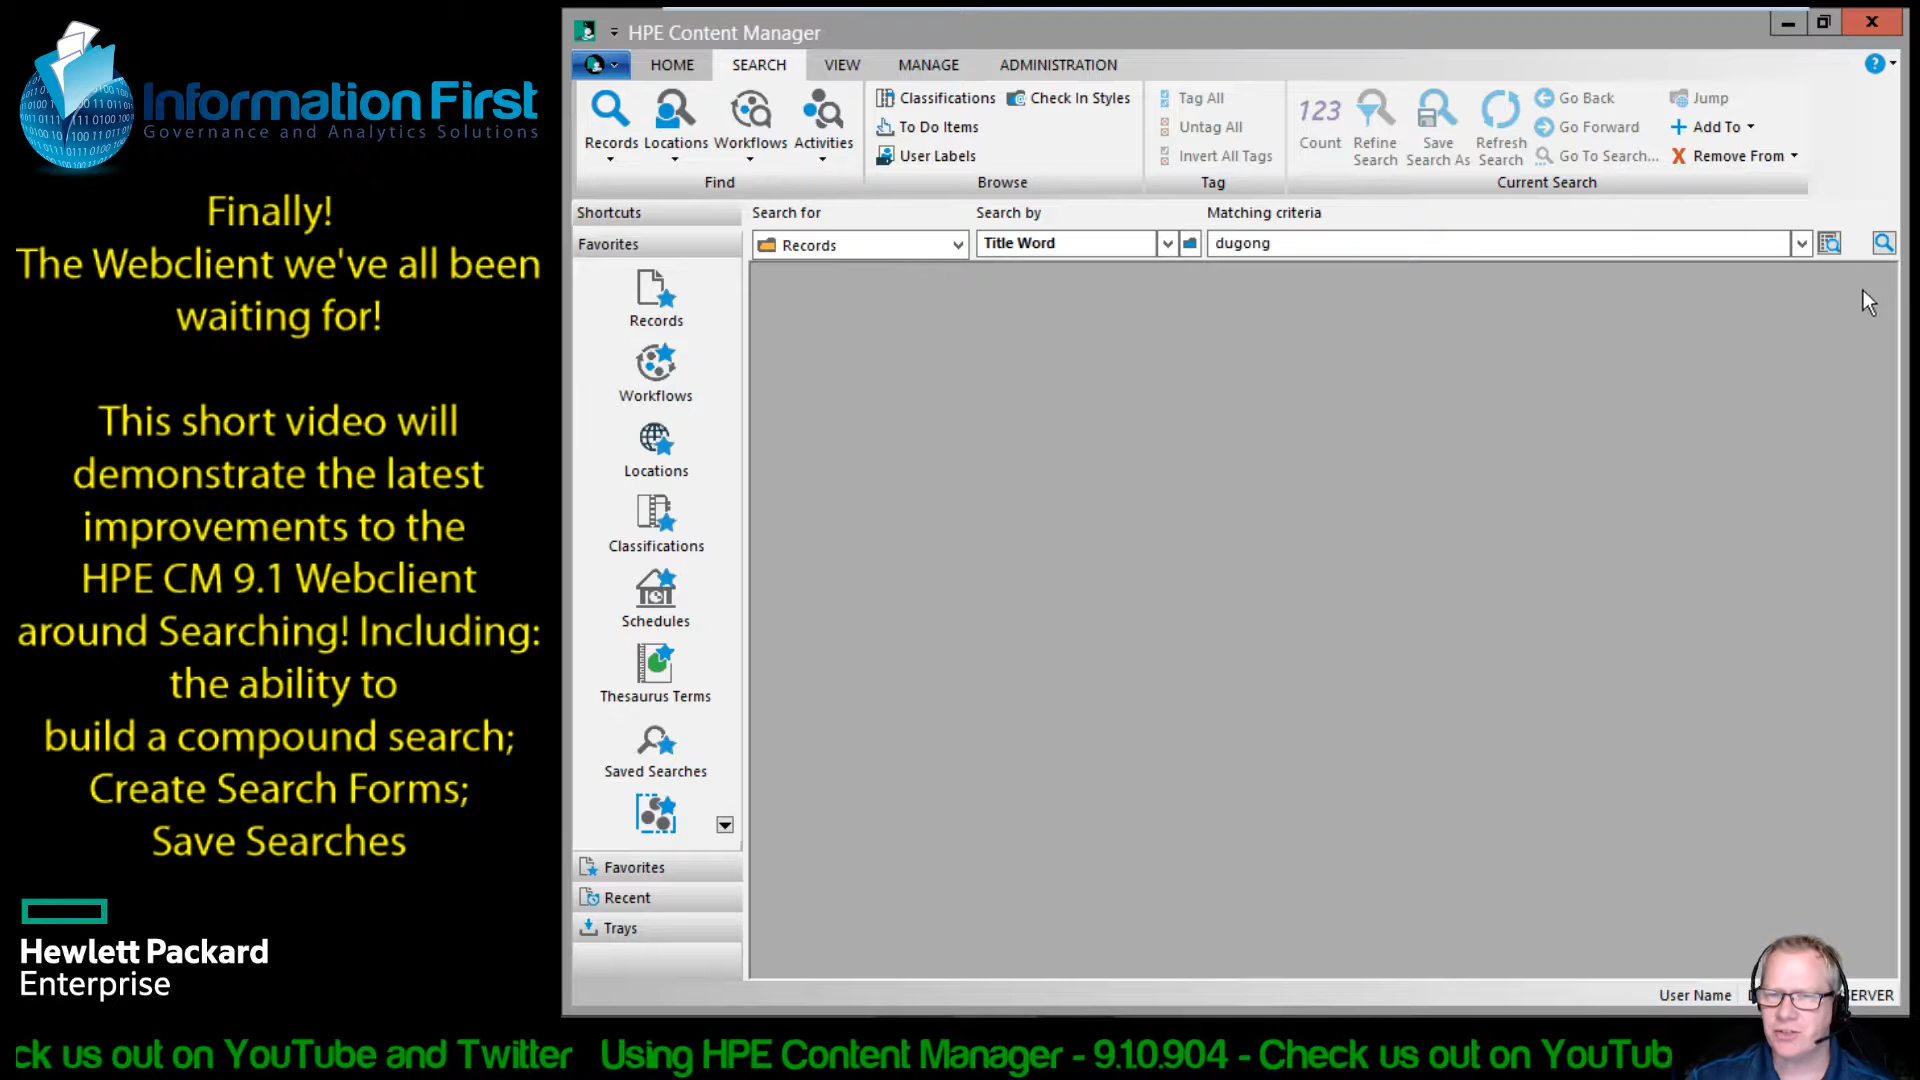 Information First
Governance and Analytics Solutions
Finally!
The Webclient we've all been
waiting for!
This short video will
demonstrate the latest
improvements to the
HPE CM 9.1 Webclient
around Searching! Including:
the ability to
build a compound search;
Create Search Forms;
Save Searches
Hewlett Packard
Enterprise
HPE Content Manager
HOME SEARCH VIEW MANAGE ADMINISTRATION
Records Locations Workflows Activities
Find
Classifications Check In Styles
To Do Items
User Labels
Browse
Tag All
Untag All
Invert All Tags
Tag
123
Count
Refine Search
Save Search As
Refresh Search
Go Back
Go Forward
Go To Search...
Jump
Add To
Remove From
Current Search
Shortcuts
Search for Search by Matching criteria
Favorites
Records Title Word dugong
Records
Workflows
Locations
Classifications
Schedules
Thesaurus Terms
Saved Searches
Favorites
Recent
Trays
User Name ERVER
ck us out on YouTube and Twitter Using HPE Content Manager - 9.10.904 - Check us out on YouTub